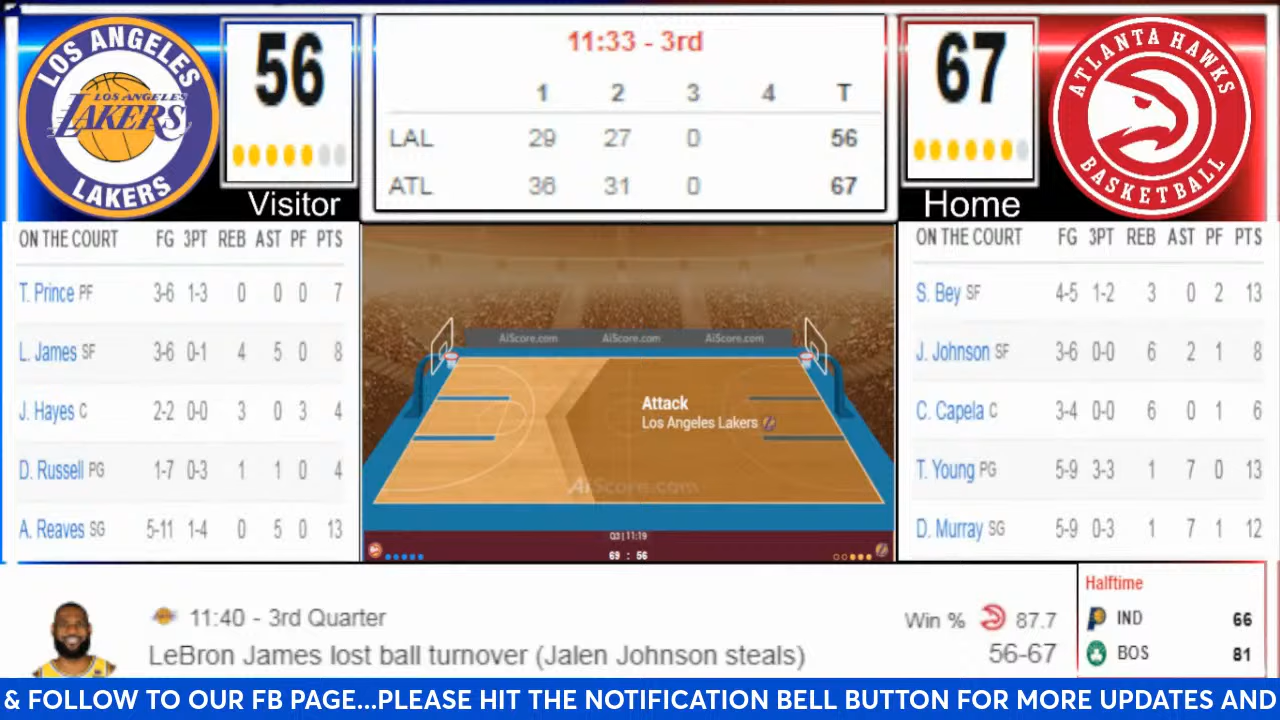 LOS ANGELES
LOS ANGELES
LAKERS
LAKERS
56
Visitor
11:33 - 3rd
1 2 3 4 T
LAL 29 27 0 56
ATL 36 31 0 67
67
Home
ATLANTA HAWKS
BASKETBALL
ON THE COURT FG 3PT REB AST PF PTS
T. Prince PF 3-6 1-3 0 0 0 7
L. James SF 3-6 0-1 4 5 0 8
J. Hayes C 2-2 0-0 3 0 3 4
D. Russell PG 1-7 0-3 1 1 0 4
A. Reaves SG 5-11 1-4 0 5 0 13
AiScore.com AiScore.com AiScore.com
Attack
Los Angeles Lakers
AiScore.com
Q3 | 11:19
69 : 56
ON THE COURT FG 3PT REB AST PF PTS
S. Bey SF 4-5 1-2 3 0 2 13
J. Johnson SF 3-6 0-0 6 2 1 8
C. Capela C 3-4 0-0 6 0 1 6
T. Young PG 5-9 3-3 1 7 0 13
D. Murray SG 5-9 0-3 1 7 1 12
11:40 - 3rd Quarter
LeBron James lost ball turnover (Jalen Johnson steals)
Win % 87.7
56-67
Halftime
IND 66
BOS 81
& FOLLOW TO OUR FB PAGE...PLEASE HIT THE NOTIFICATION BELL BUTTON FOR MORE UPDATES AND